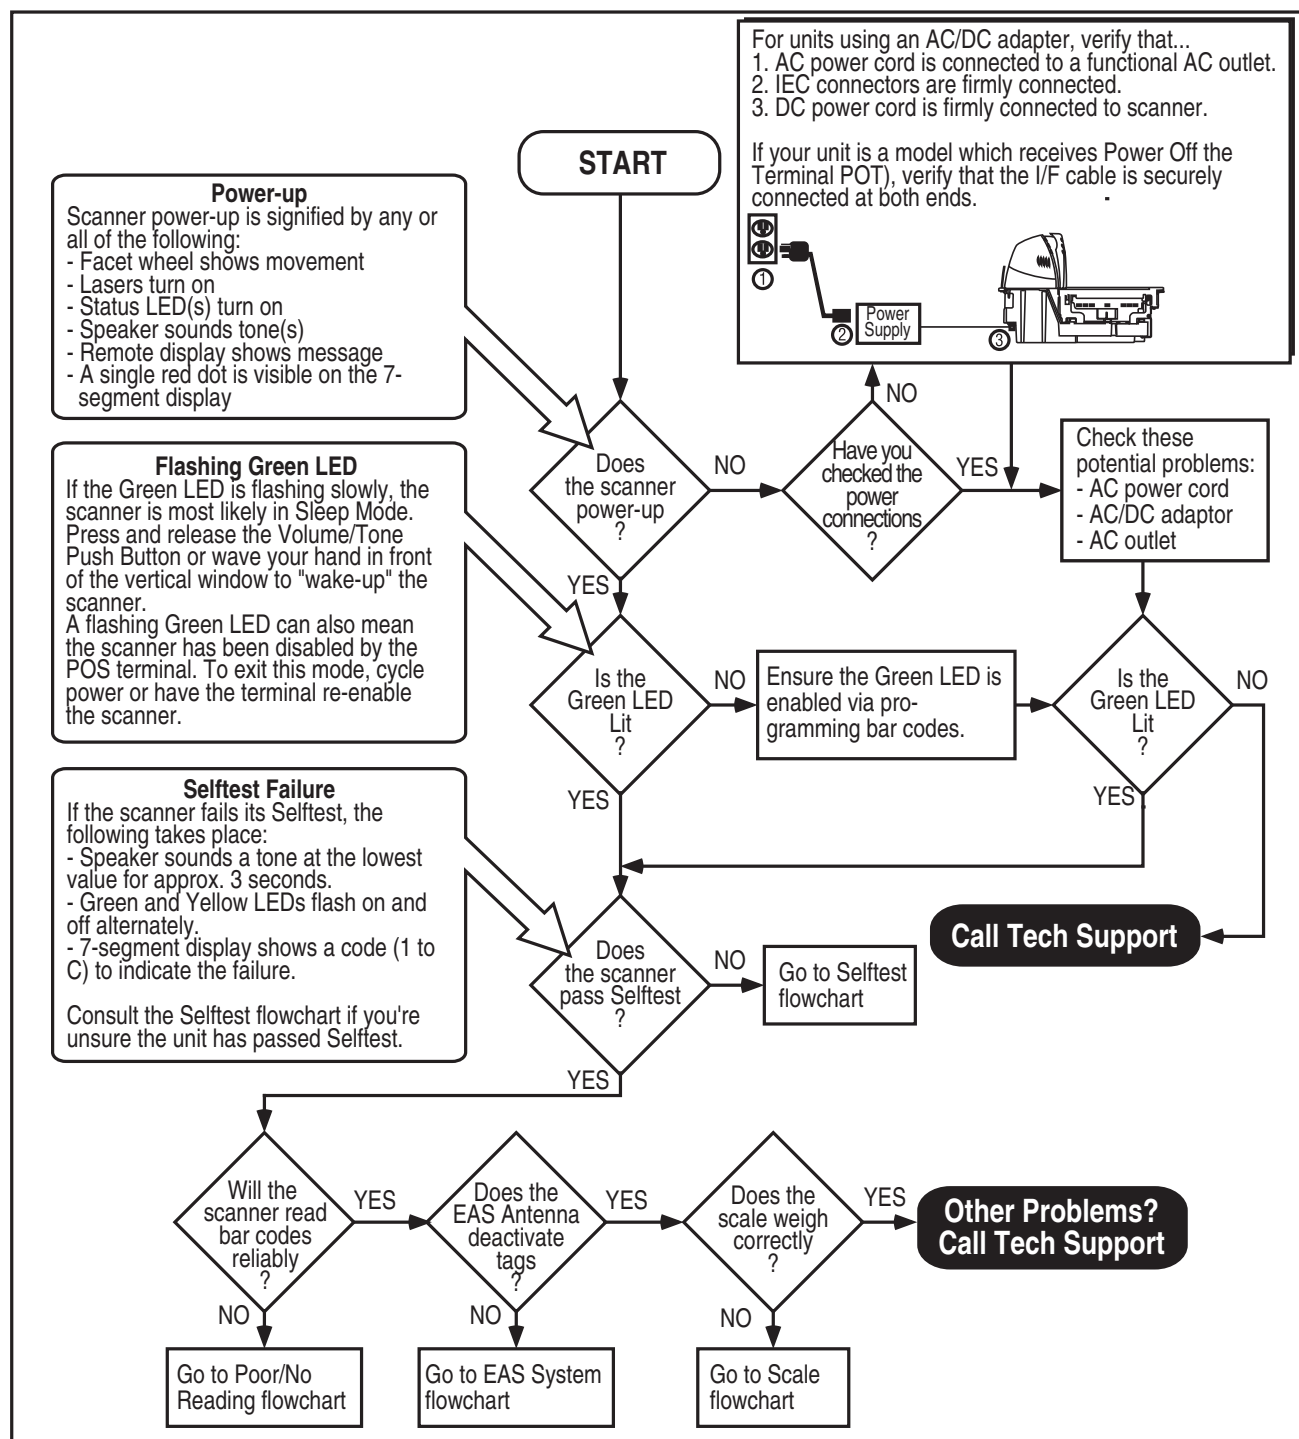 For units using an AC/DC adapter, verify that...
1. AC power cord is connected to a functional AC outlet.
2. IEC connectors are firmly connected.
3. DC power cord is firmly connected to scanner.
If your unit is a model which receives Power Off the
Terminal POT), verify that the I/F cable is securely
connected at both ends.
1
2
Power
Supply
3
START
Power-up
Scanner power-up is signified by any or
all of the following:
- Facet wheel shows movement
- Lasers turn on
- Status LED(s) turn on
- Speaker sounds tone(s)
- Remote display shows message
- A single red dot is visible on the 7-
segment display
Does
the scanner
power-up
?
NO
YES
Have you
checked the
power
connections
?
NO
YES
Check these
potential problems:
- AC power cord
- AC/DC adaptor
- AC outlet
Flashing Green LED
If the Green LED is flashing slowly, the
scanner is most likely in Sleep Mode.
Press and release the Volume/Tone
Push Button or wave your hand in front
of the vertical window to "wake-up" the
scanner.
A flashing Green LED can also mean
the scanner has been disabled by the
POS terminal. To exit this mode, cycle
power or have the terminal re-enable
the scanner.
Is the
Green LED
Lit
?
NO
YES
Ensure the Green LED is
enabled via pro-
gramming bar codes.
Is the
Green LED
Lit
?
NO
YES
Call Tech Support
Selftest Failure
If the scanner fails its Selftest, the
following takes place:
- Speaker sounds a tone at the lowest
value for approx. 3 seconds.
- Green and Yellow LEDs flash on and
off alternately.
- 7-segment display shows a code (1 to
C) to indicate the failure.
Consult the Selftest flowchart if you're
unsure the unit has passed Selftest.
Does
the scanner
pass Selftest
?
NO
YES
Go to Selftest
flowchart
Will the
scanner read
bar codes
reliably
?
YES
NO
Does the
EAS Antenna
deactivate
tags
?
YES
NO
Does the
scale weigh
correctly
?
YES
NO
Other Problems?
Call Tech Support
Go to Poor/No
Reading flowchart
Go to EAS System
flowchart
Go to Scale
flowchart